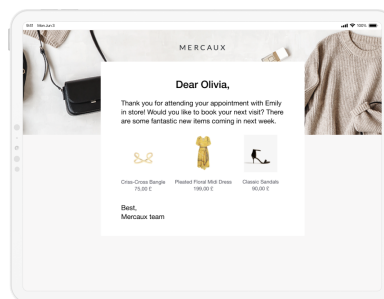 9:41 Mon Jun 3
100%
MERCAUX
Dear Olivia,
Thank you for attending your appointment with Emily
in store! Would you like to book your next visit? There
are some fantastic new items coming in next week.
Criss-Cross Bangle Pleated Floral Midi Dress Classic Sandals
75,00 £ 199,00 £ 90,00 £
Best,
Mercaux team